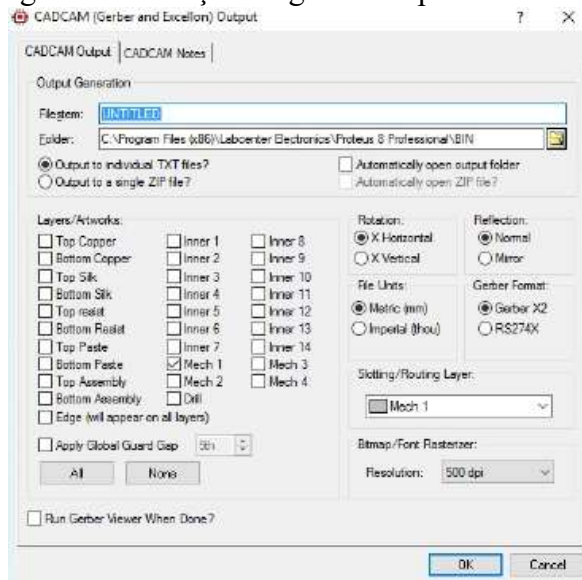 CADCAM (Gerber and Excellon) Output ? ×
CADCAM Output CADCAM Notes
Output Generation
Filestem: UNTITLED
Folder: C:\Program Files (x86)\Labcenter Electronics\Proteus 8 Professional\BIN
Output to individual TXT files? Automatically open output folder
Output to a single ZIP file? Automatically open ZIP file?
Layers/Artworks: Rotation: Reflection:
Top Copper Inner 1 Inner 8 X Horizontal Normal
Bottom Copper Inner 2 Inner 9 X Vertical Mirror
Top Silk Inner 3 Inner 10
Bottom Silk Inner 4 Inner 11 File Units: Gerber Format:
Top resist Inner 5 Inner 12 Metric (mm) Gerber X2
Bottom Resist Inner 6 Inner 13 Imperial (thou) RS274X
Top Paste Inner 7 Inner 14
Bottom Paste Mech 1 Mech 3 Slotting/Routing Layer:
Top Assembly Mech 2 Mech 4
Bottom Assembly Drill Mech 1
Edge (will appear on all layers)
Apply Global Guard Gap 5th Bitmap/Font Rasterizer:
All None Resolution: 500 dpi
Run Gerber Viewer When Done?
OK Cancel